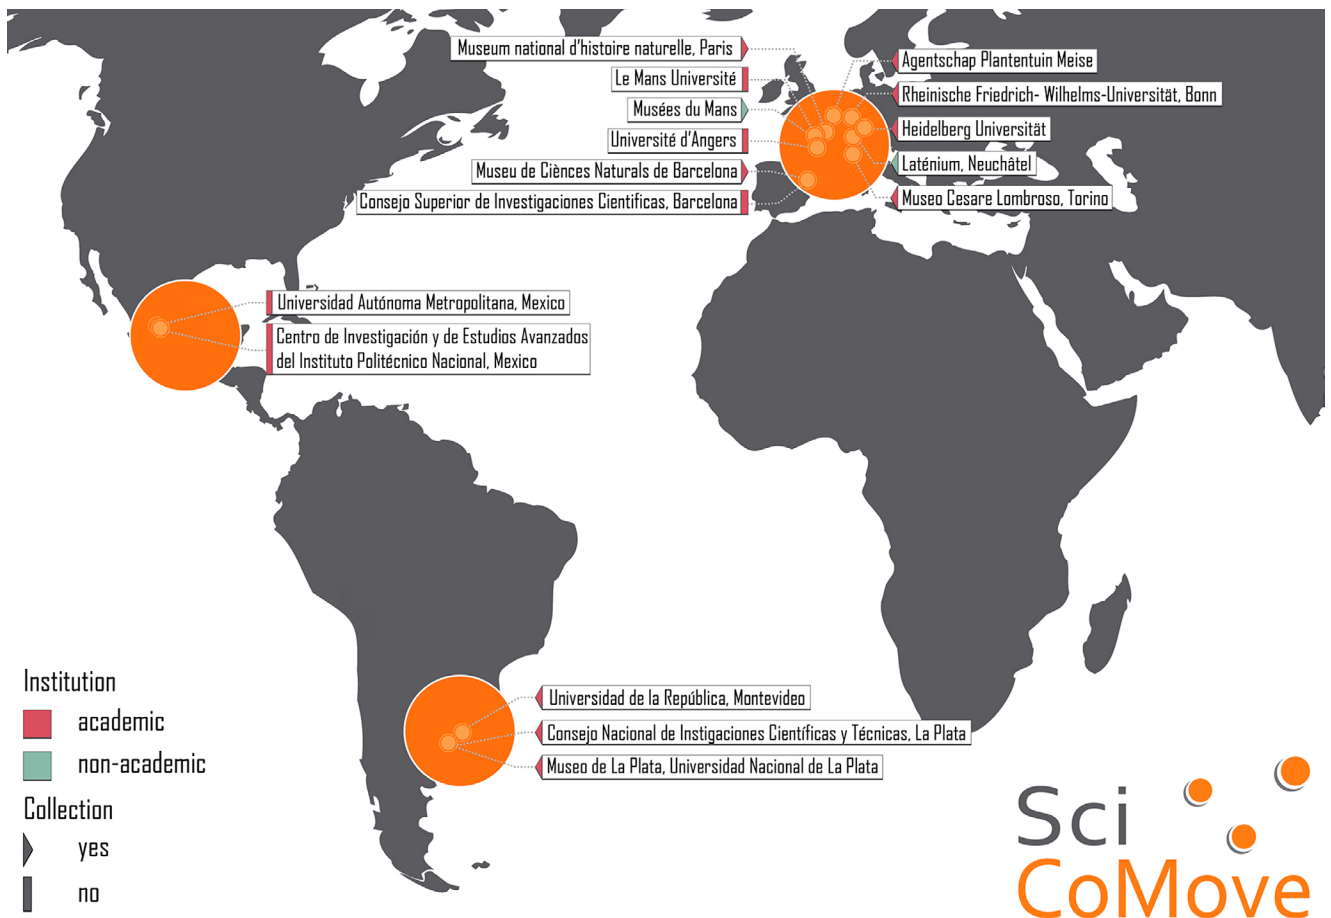 Museum national d'histoire naturelle, Paris
Le Mans Université
Musées du Mans
Université d'Angers
Museu de Ciènces Naturals de Barcelona
Consejo Superior de Investigaciones Cientificas, Barcelona
Agentschap Plantentuin Meise
Rheinische Friedrich- Wilhelms-Universität, Bonn
Heidelberg Universität
Laténium, Neuchâtel
Museo Cesare Lombroso, Torino
Universidad Autónoma Metropolitana, Mexico
Centro de Investigación y de Estudios Avanzados
del Instituto Politécnico Nacional, Mexico
Universidad de la República, Montevideo
Consejo Nacional de Instigaciones Científicas y Técnicas, La Plata
Museo de La Plata, Universidad Nacional de La Plata
Institution
academic
non-academic
Collection
yes
no
Sci
CoMove